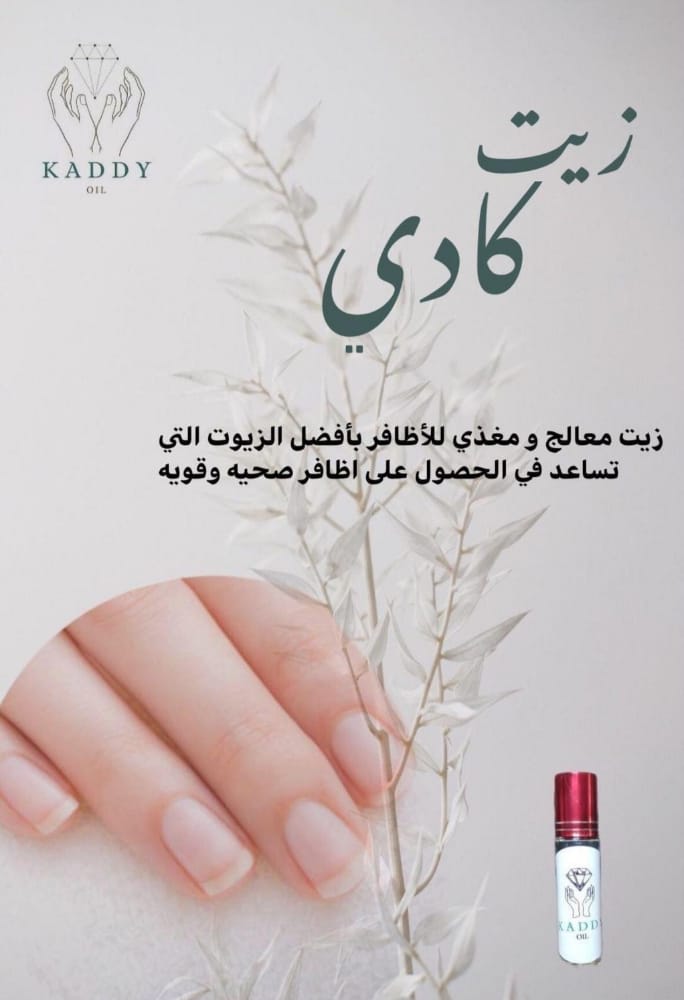 KADDY
OIL
زيت
كادي
زيت معالج و مغذي للأظافر بأفضل الزيوت التي
تساعد في الحصول على اظافر صحيه وقويه
KADDY
OIL